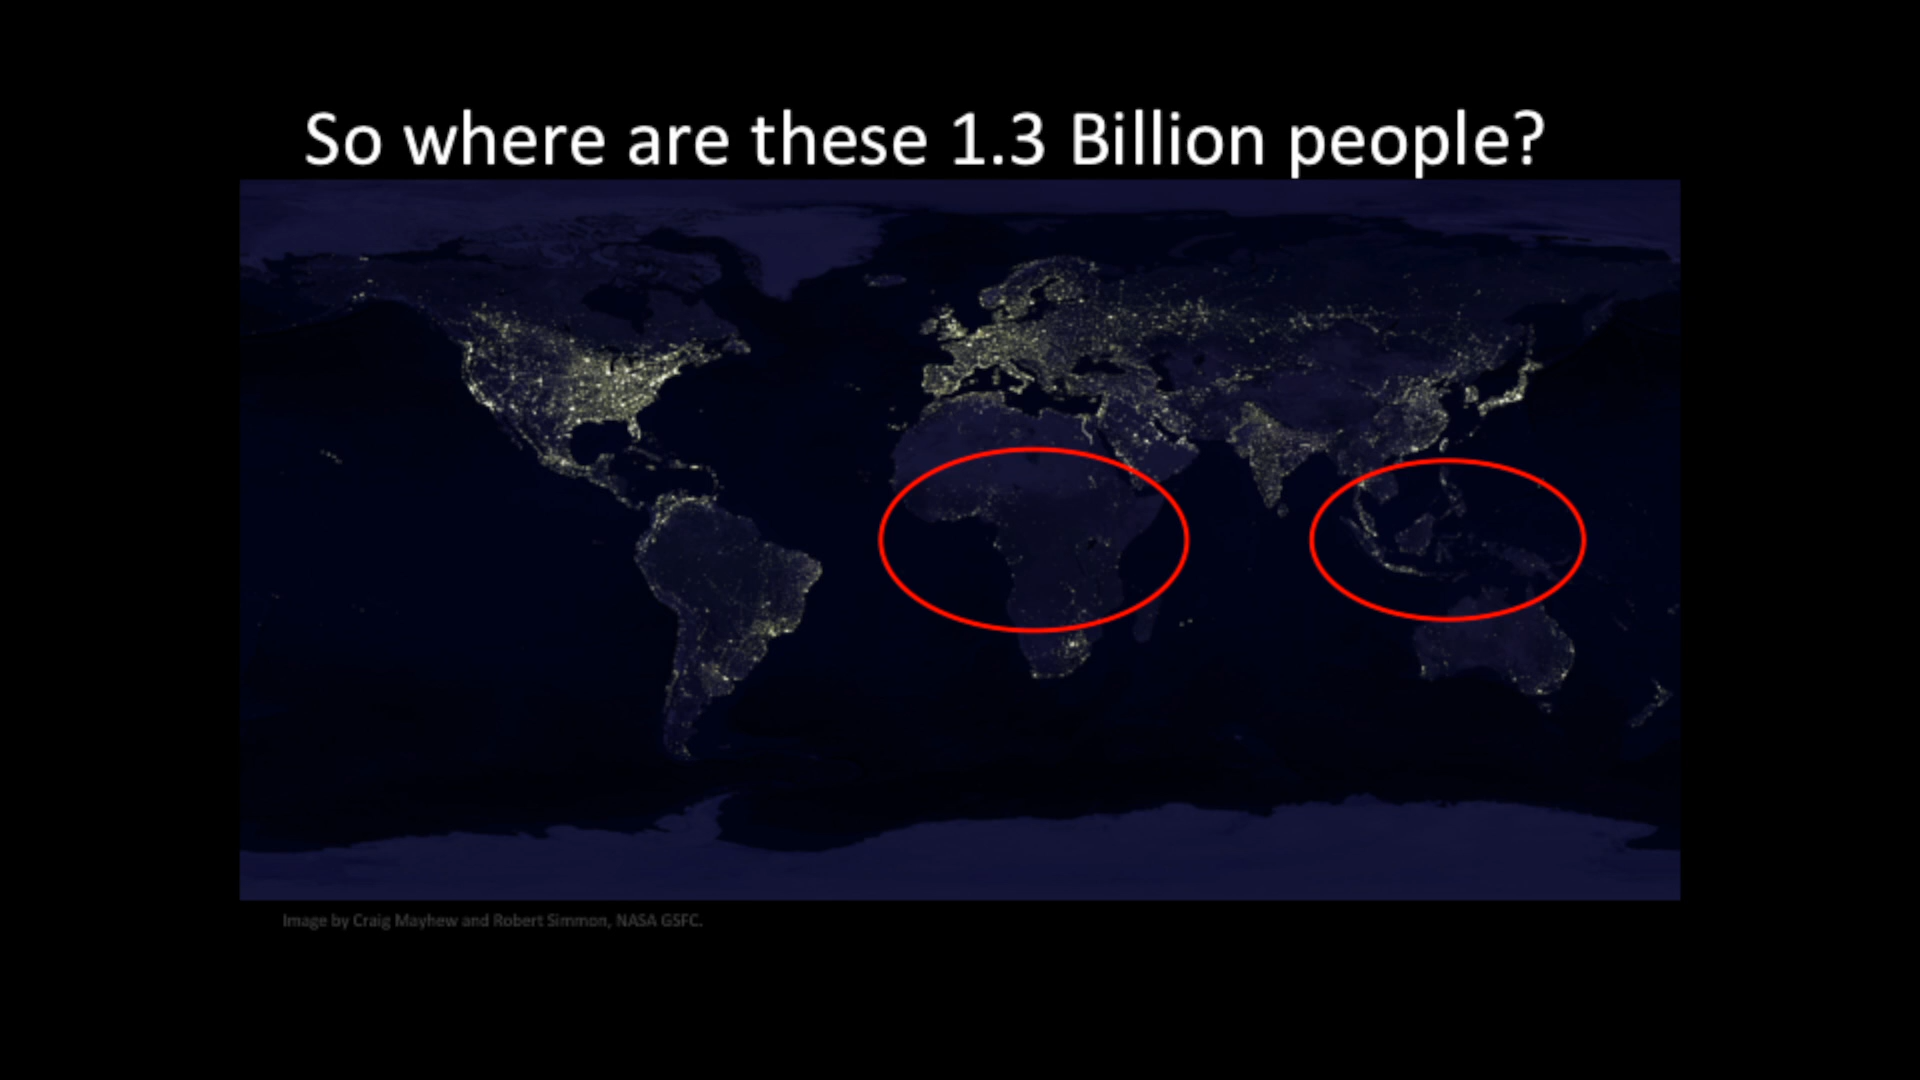 So where are these 1.3 Billion people?
Image by Craig Mayhew and Robert Simmon, NASA GSFC.